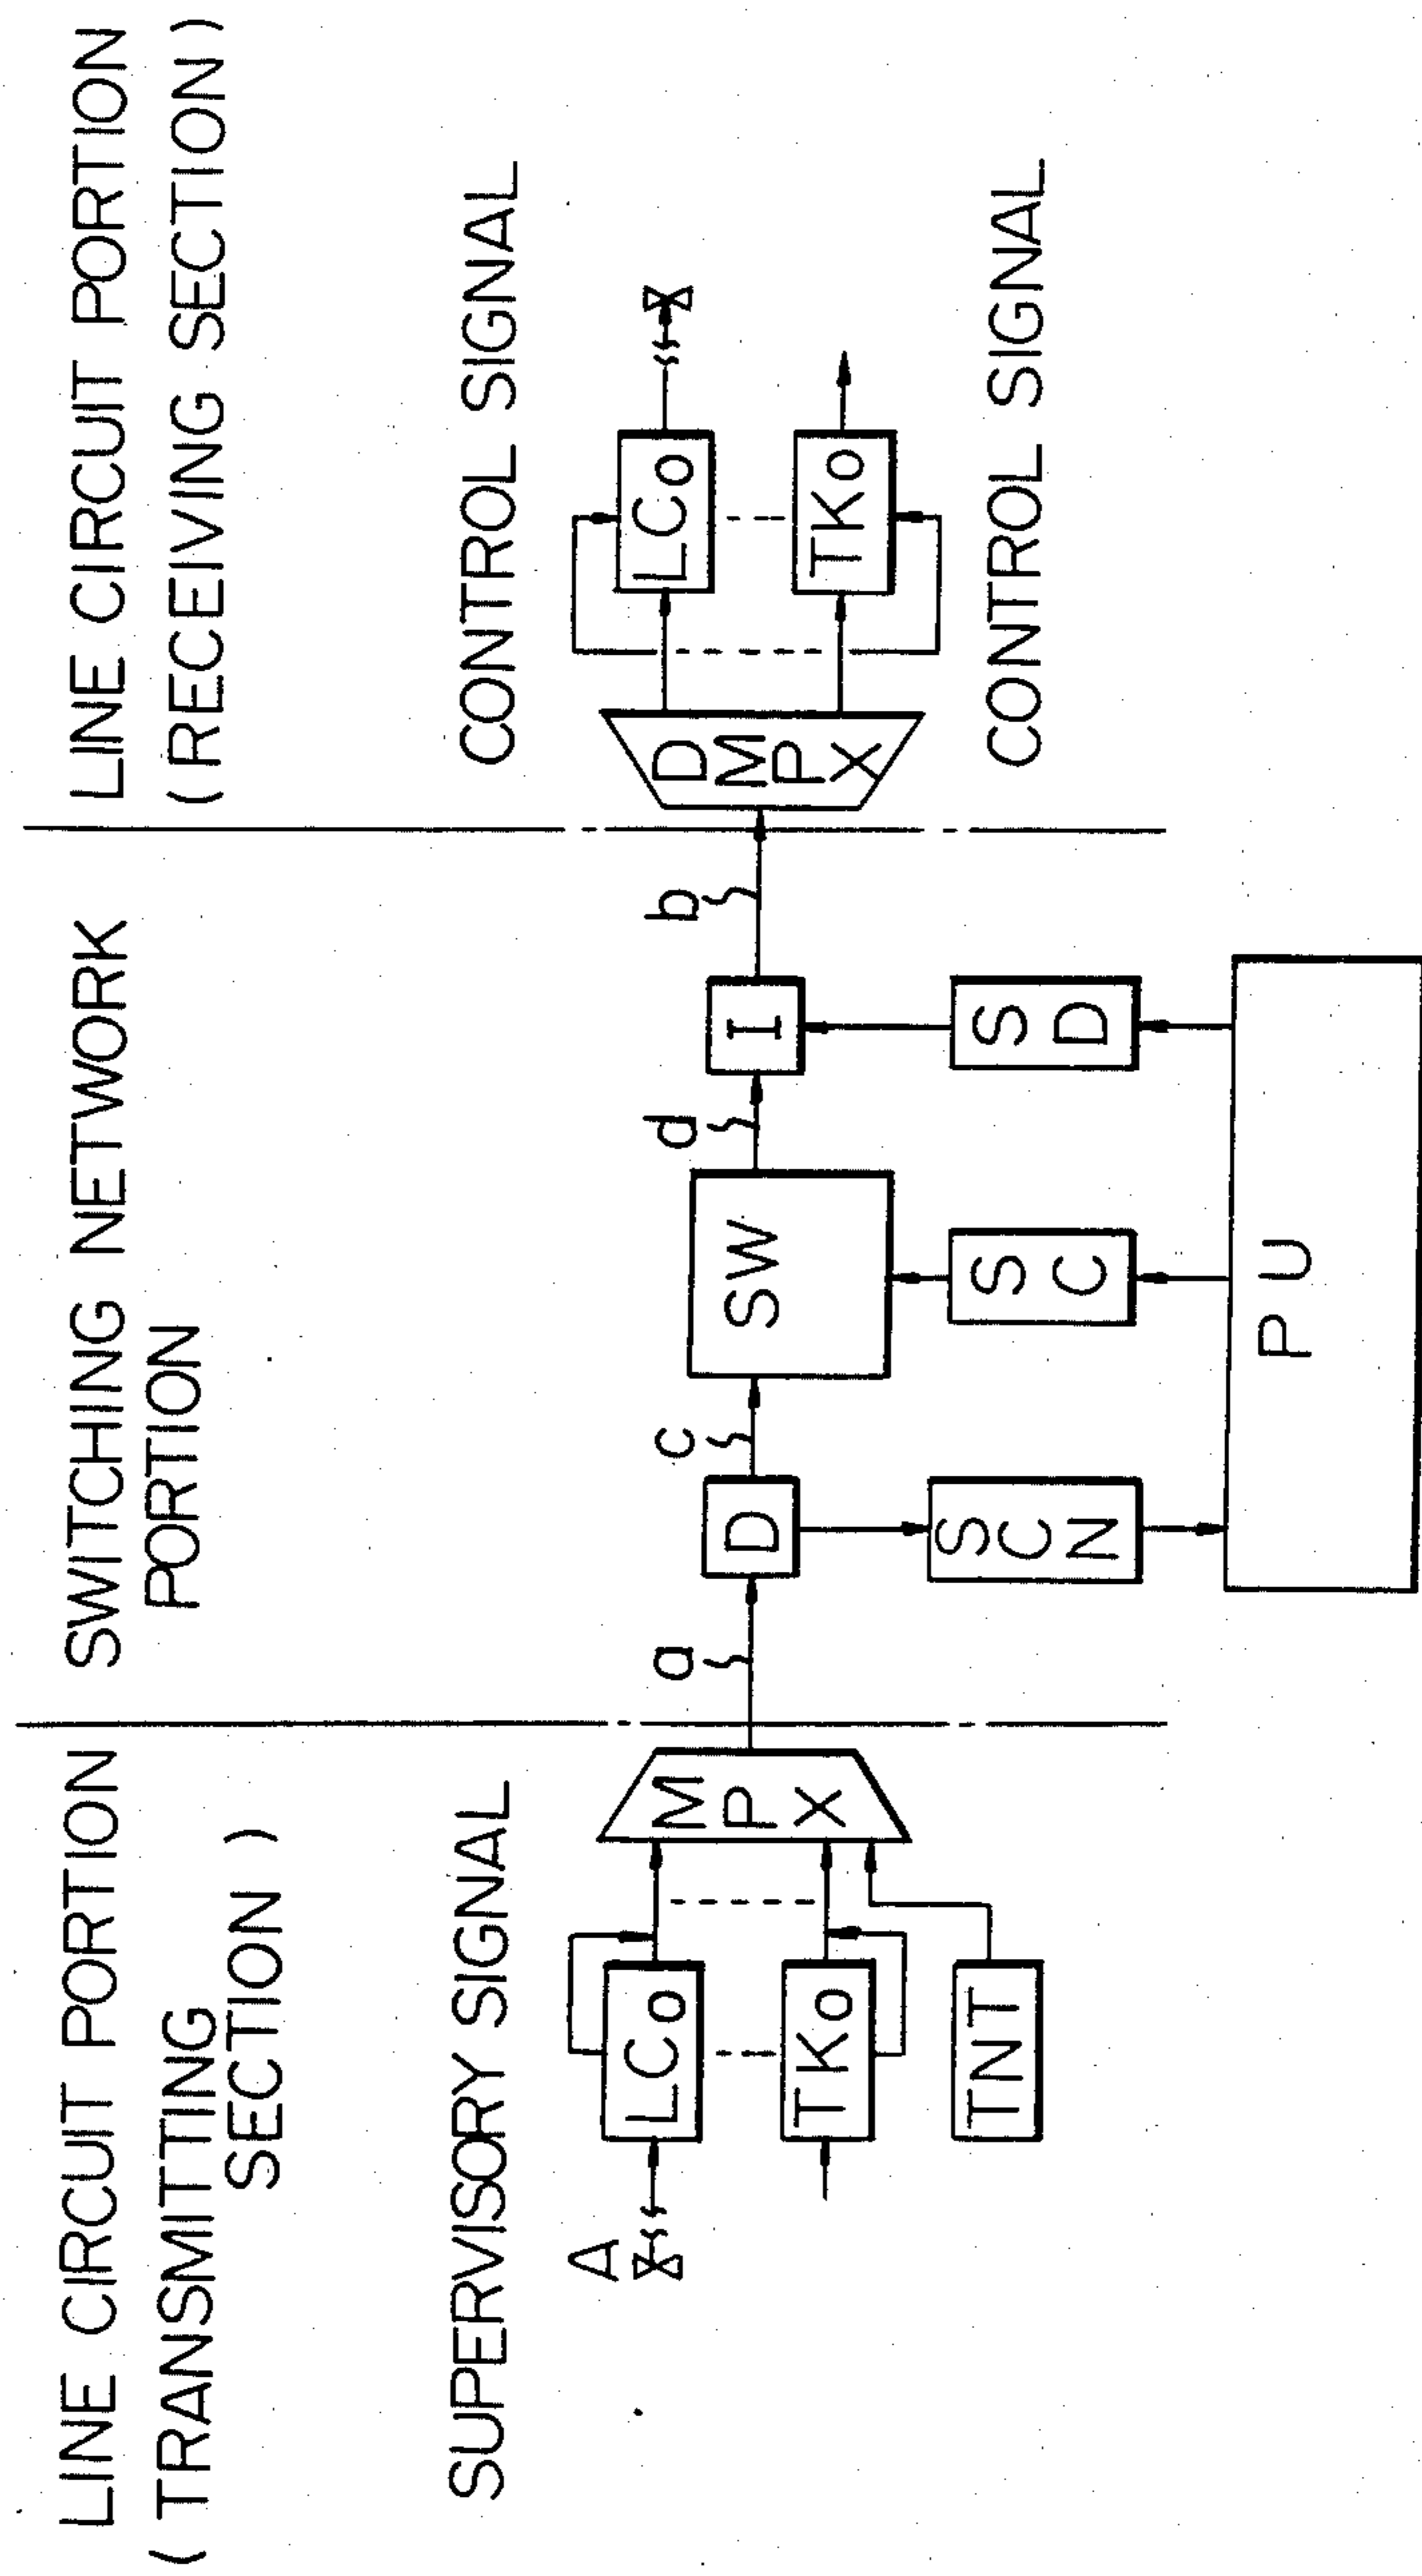 LINE CIRCUIT PORTION
( TRANSMITTING
SECTION )
SWITCHING NETWORK
PORTION
LINE CIRCUIT PORTION
( RECEIVING SECTION )
SUPERVISORY SIGNAL
CONTROL SIGNAL
A
LCo
TKo
TNT
MPX
a
D
c
SW
d
I
b
DMPX
LCo
TKo
CONTROL SIGNAL
SCN
SC
SD
PU